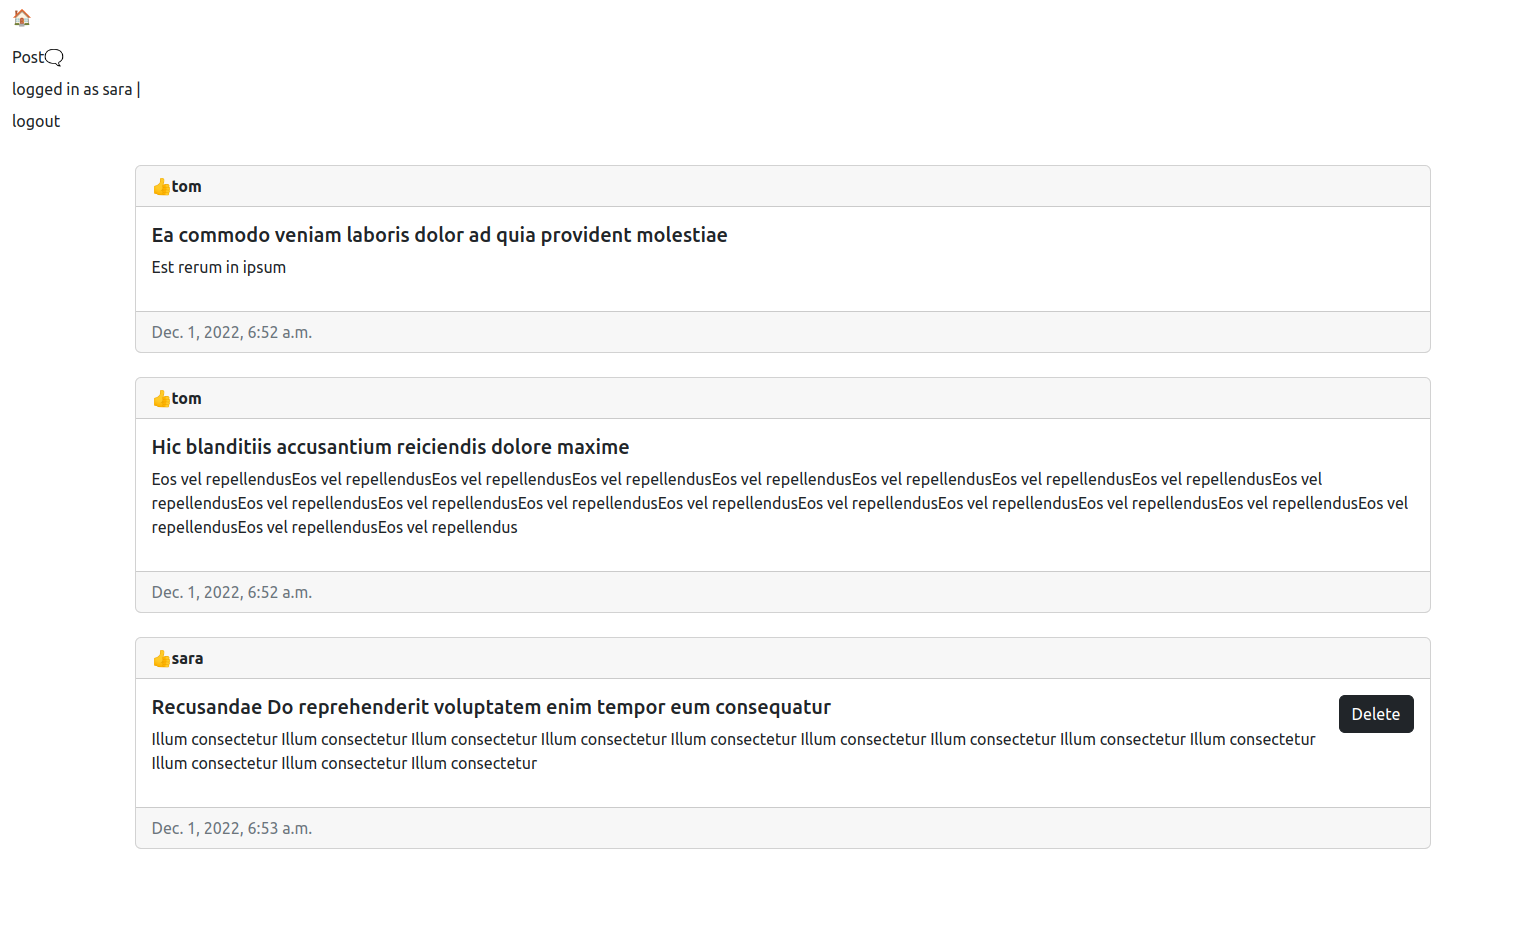 Post
logged in as sara |
logout
tom
Ea commodo veniam laboris dolor ad quia provident molestiae
Est rerum in ipsum
Dec. 1, 2022, 6:52 a.m.
tom
Hic blanditiis accusantium reiciendis dolore maxime
Eos vel repellendusEos vel repellendusEos vel repellendusEos vel repellendusEos vel repellendusEos vel repellendusEos vel repellendusEos vel repellendusEos vel
repellendusEos vel repellendusEos vel repellendusEos vel repellendusEos vel repellendusEos vel repellendusEos vel repellendusEos vel repellendusEos vel repellendusEos vel
repellendusEos vel repellendusEos vel repellendus
Dec. 1, 2022, 6:52 a.m.
sara
Recusandae Do reprehenderit voluptatem enim tempor eum consequatur
Delete
Illum consectetur Illum consectetur Illum consectetur Illum consectetur Illum consectetur Illum consectetur Illum consectetur Illum consectetur Illum consectetur
Illum consectetur Illum consectetur Illum consectetur
Dec. 1, 2022, 6:53 a.m.